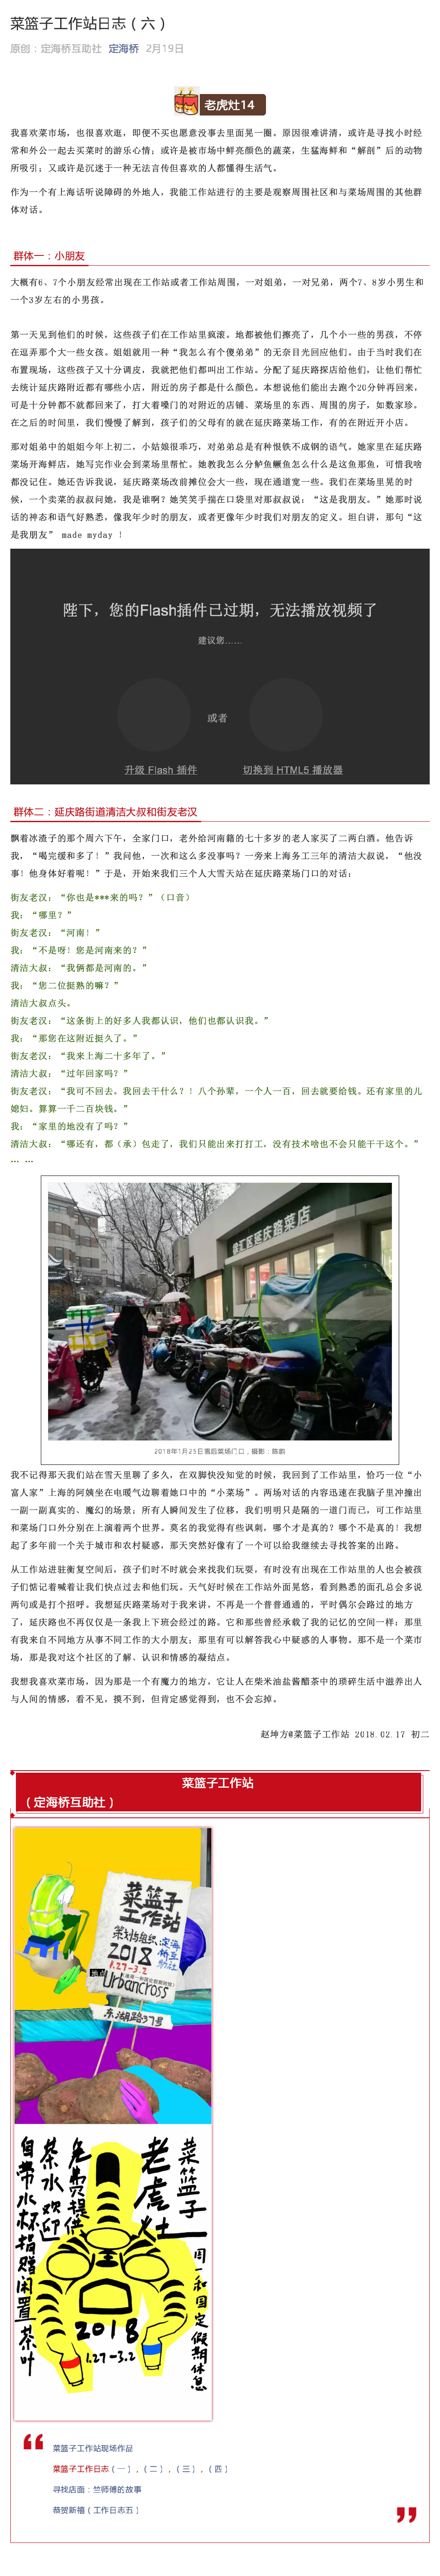 菜篮子工作站日志（六）
原创：定海桥互助社 定海桥 2月19日
老虎灶14
我喜欢菜市场，也很喜欢逛，即便不买也愿意没事去里面晃一圈。原因很难讲清，或许是寻找小时经
常和外公一起去买菜时的游乐心情；或许是被市场中鲜亮颜色的蔬菜，生猛海鲜和“解剖”后的动物
所吸引；又或许是沉迷于一种无法言传但喜欢的人都懂得生活气。
作为一个有上海话听说障碍的外地人，我能工作站进行的主要是观察周围社区和与菜场周围的其他群
体对话。
群体一：小朋友
大概有6、7个小朋友经常出现在工作站或者工作站周围，一对姐弟，一对兄弟，两个7、8岁小男生和
一个3岁左右的小男孩。
第一天见到他们的时候，这些孩子们在工作站里疯滚。地都被他们擦亮了，几个小一些的男孩，不停
在逗弄那个大一些女孩。姐姐就用一种“我怎么有个傻弟弟”的无奈目光回应他们。由于当时我们在
布置现场，这些孩子又十分调皮，我就把他们都叫出工作站。分配了延庆路探店给他们，让他们帮忙
去统计延庆路附近都有哪些小店，附近的房子都是什么颜色。本想说他们能出去跑个20分钟再回来，
可是十分钟都不就都回来了，打大着嗓门的对附近的店铺、菜场里的东西、周围的房子，如数家珍。
在之后的时间里，我们慢慢了解到，孩子们的父母有的就在延庆路菜场工作，有的在附近开小店。
那对姐弟中的姐姐今年上初二，小姑娘很乖巧，对弟弟总是有种恨铁不成钢的语气。她家里在延庆路
菜场开海鲜店，她写完作业会到菜场里帮忙。她教我怎么分鲈鱼鳜鱼怎么什么是这鱼那鱼，可惜我啥
都没记住。她还告诉我说，延庆路菜场改前摊位会大一些，现在通道宽一些。我们在菜场里晃的时
候，一个卖菜的叔叔问她，我是谁啊？她笑笑手揣在口袋里对那叔叔说：“这是我朋友。”她那时说
话的神态和语气好熟悉，像我年少时的朋友，或者更像年少时我们对朋友的定义。坦白讲，那句“这
是我朋友” made myday ！
陛下，您的Flash插件已过期，无法播放视频了
建议您……
或者
升级 Flash 插件 切换到 HTML5 播放器
群体二：延庆路街道清洁大叔和街友老汉
飘着冰渣子的那个周六下午，全家门口，老外给河南籍的七十多岁的老人家买了二两白酒。他告诉
我，“喝完缓和多了！”我问他，一次和这么多没事吗？一旁来上海务工三年的清洁大叔说，“他没
事！他身体好着呢！”于是，开始来我们三个人大雪天站在延庆路菜场门口的对话：
街友老汉：“你也是***来的吗？”（口音）
我：“哪里？”
街友老汉：“河南！”
我：“不是呀！您是河南来的？”
清洁大叔：“我俩都是河南的。”
我：“您二位挺熟的嘛？”
清洁大叔点头。
街友老汉：“这条街上的好多人我都认识，他们也都认识我。”
我：“那您在这附近挺久了。”
街友老汉：“我来上海二十多年了。”
清洁大叔：“过年回家吗？”
街友老汉：“我可不回去。我回去干什么？！八个孙辈，一个人一百，回去就要给钱。还有家里的儿
媳妇。算算一千二百块钱。”
我：“家里的地没有了吗？”
清洁大叔：“哪还有，都（承）包走了，我们只能出来打打工，没有技术啥也不会只能干干这个。”
… …
徐汇区延庆路菜店
2018年1月25日雪后菜场门口，摄影：陈韵
我不记得那天我们站在雪天里聊了多久，在双脚快没知觉的时候，我回到了工作站里，恰巧一位“小
富人家”上海的阿姨坐在电暖气边聊着她口中的“小菜场”。两场对话的内容迅速在我脑子里冲撞出
一副一副真实的、魔幻的场景；所有人瞬间发生了位移，我们明明只是隔的一道门而已，可工作站里
和菜场门口外分别在上演着两个世界。莫名的我觉得有些讽刺，哪个才是真的？哪个不是真的！我想
起了多年前一个关于城市和农村疑惑，那天突然好像有了一个可以给我继续去寻找答案的出路。
从工作站进驻衡复空间后，孩子们时不时就会来找我们玩耍，有时没有出现在工作站里的人也会被孩
子们惦记着喊着让我们快点过去和他们玩。天气好时候在工作站外面晃悠，看到熟悉的面孔总会多说
两句或是打个招呼。我想延庆路菜场对于我来讲，不再是一个普普通通的，平时偶尔会路过的地方
了，延庆路也不再仅仅是一条我上下班会经过的路。它和那些曾经承载了我的记忆的空间一样；那里
有我来自不同地方从事不同工作的大小朋友；那里有可以解答我心中疑惑的人事物。那不是一个菜市
场，那是我对这个社区的了解、认识和情感的凝结点。
我想我喜欢菜市场，因为那是一个有魔力的地方。它让人在柴米油盐酱醋茶中的琐碎生活中滋养出人
与人间的情感，看不见，摸不到，但肯定感觉得到，也不会忘掉。
赵坤方@菜篮子工作站 2018.02.17 初二
菜篮子工作站
（定海桥互助社）
菜篮子
工作站
定海桥互助社
2018
1.27-3.2
Urbancross
东湖路37号
菜篮子
老虎灶
周一和国定假期休息
免费提供
茶水欢迎
自带水杯捐赠闲置茶叶
2018
1.27-3.2
菜篮子工作站现场作品
菜篮子工作日志（一），（二），（三），（四）
寻找店面：竺师傅的故事
恭贺新禧（工作日志五）